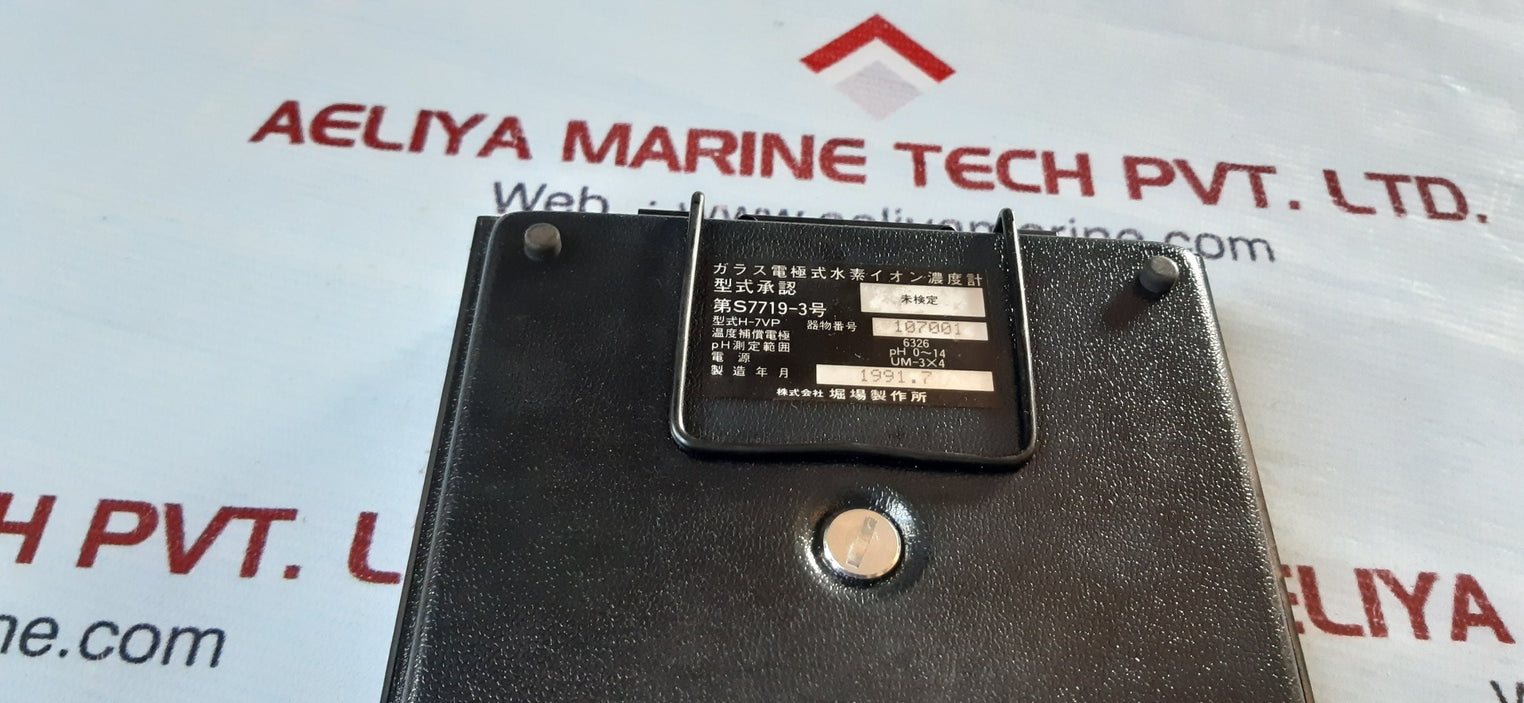 AELIYA MARINE TECH PVT. LTD.
Web : www.aeliyamarine.com
ガラス電極式水素イオン濃度計
型式承認 未検定
第S7719-3号
型式H-7VP 器物番号 107001
温度補償電極 6326
pH測定範囲 pH 0~14
電源 UM-3×4
製造年月 1991.7
株式会社 堀場製作所
H PVT. L
ne.com
ELIYA